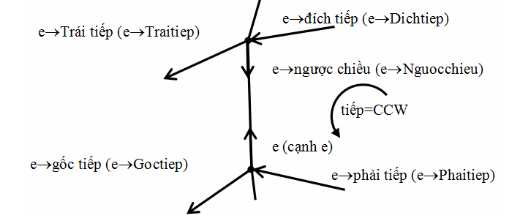 e→đích tiếp (e→Dichtiep)
e→Trái tiếp (e→Traitiep)
e→ngược chiều (e→Nguocchieu)
tiếp=CCW
e (cạnh e)
e→gốc tiếp (e→Goctiep)
e→phải tiếp (e→Phaitiep)